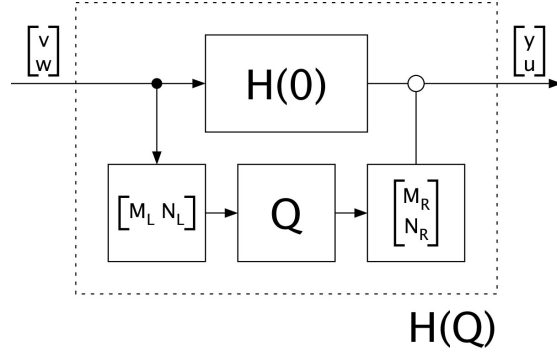 [v
w]
[y
u]
H(0)
[M_L N_L]
Q
[M_R
N_R]
H(Q)